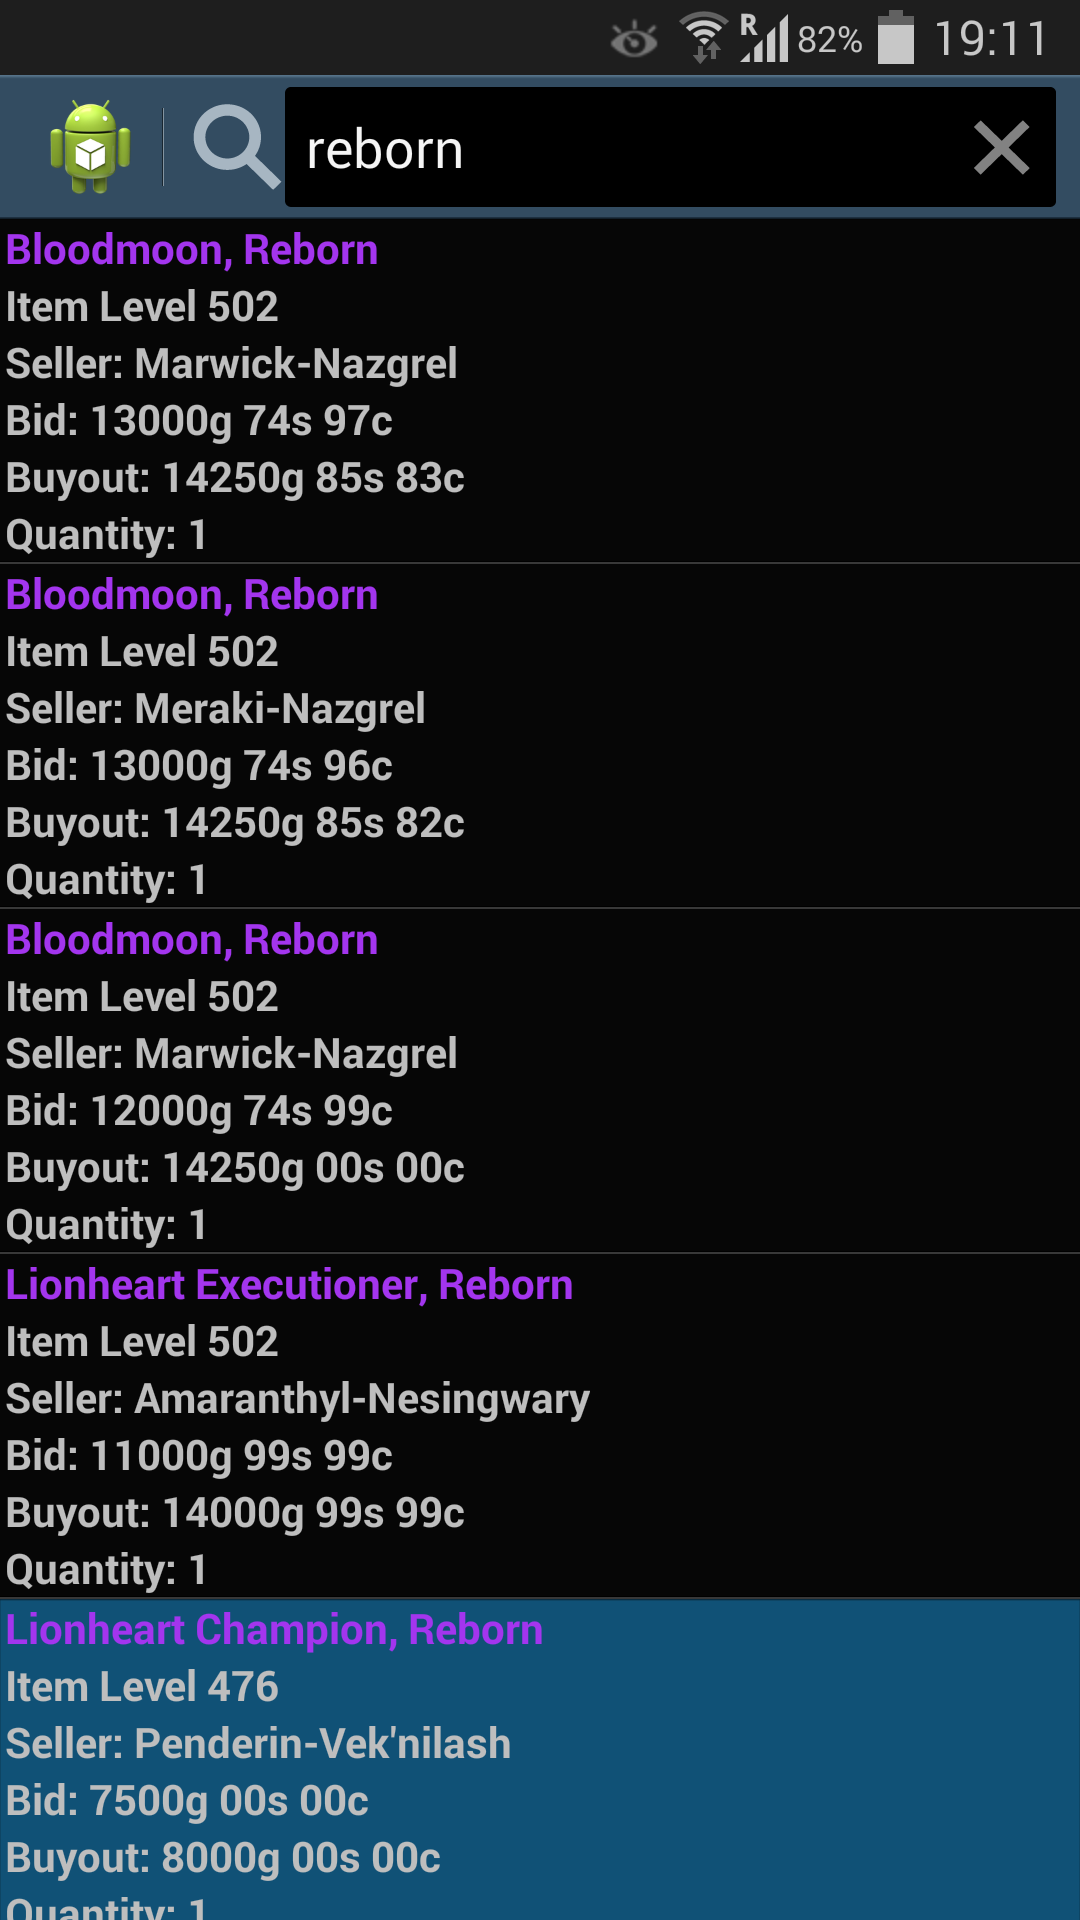 R 82% 19:11
reborn
Bloodmoon, Reborn
Item Level 502
Seller: Marwick-Nazgrel
Bid: 13000g 74s 97c
Buyout: 14250g 85s 83c
Quantity: 1
Bloodmoon, Reborn
Item Level 502
Seller: Meraki-Nazgrel
Bid: 13000g 74s 96c
Buyout: 14250g 85s 82c
Quantity: 1
Bloodmoon, Reborn
Item Level 502
Seller: Marwick-Nazgrel
Bid: 12000g 74s 99c
Buyout: 14250g 00s 00c
Quantity: 1
Lionheart Executioner, Reborn
Item Level 502
Seller: Amaranthyl-Nesingwary
Bid: 11000g 99s 99c
Buyout: 14000g 99s 99c
Quantity: 1
Lionheart Champion, Reborn
Item Level 476
Seller: Penderin-Vek'nilash
Bid: 7500g 00s 00c
Buyout: 8000g 00s 00c
Quantity: 1